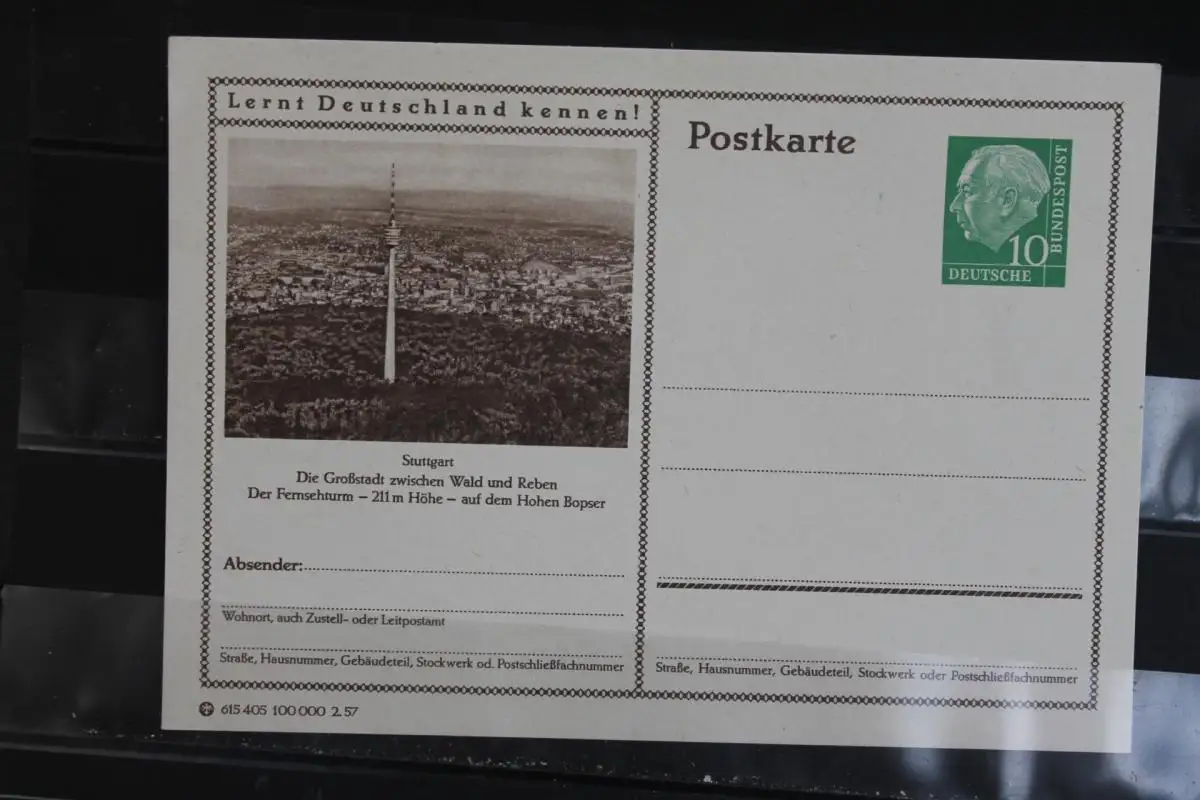 Lernt Deutschland kennen!
Stuttgart
Die Großstadt zwischen Wald und Reben
Der Fernsehturm – 211 m Höhe – auf dem Hohen Bopser
Absender:
Wohnort, auch Zustell- oder Leitpostamt
Straße, Hausnummer, Gebäudeteil, Stockwerk od. Postschließfachnummer
615 405 100 000 2. 57
Postkarte
BUNDESPOST
10
DEUTSCHE
Straße, Hausnummer, Gebäudeteil, Stockwerk oder Postschließfachnummer